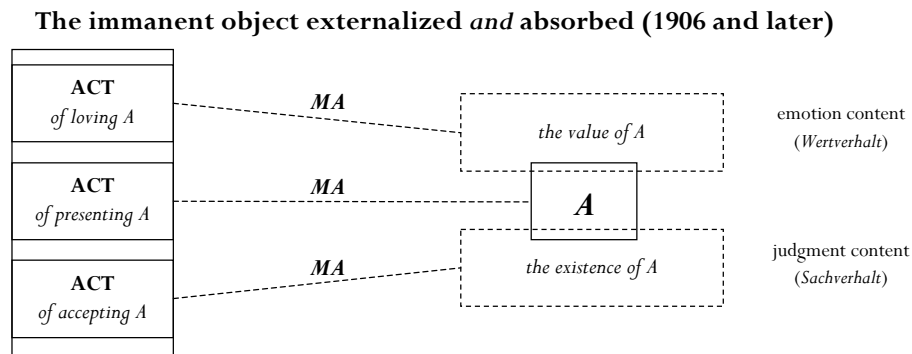 The immanent object externalized and absorbed (1906 and later)
ACT
of loving A
MA
the value of A
emotion content
(Wertverhalt)
ACT
of presenting A
MA
A
ACT
of accepting A
MA
the existence of A
judgment content
(Sachverhalt)